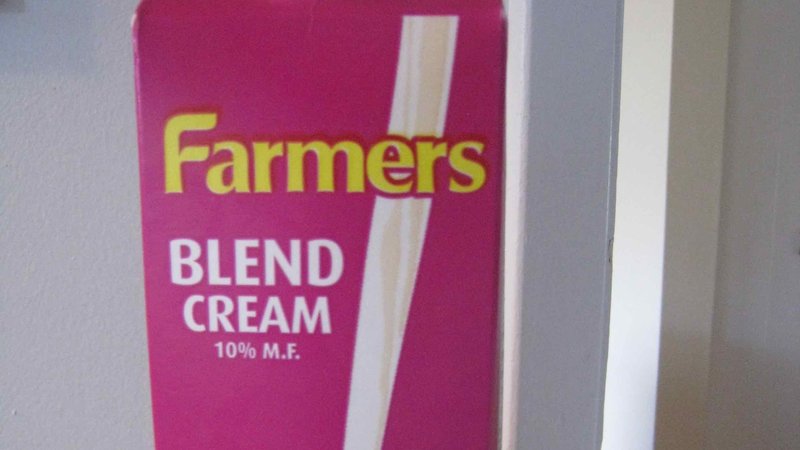 Farmers
BLEND
CREAM
10% M.F.